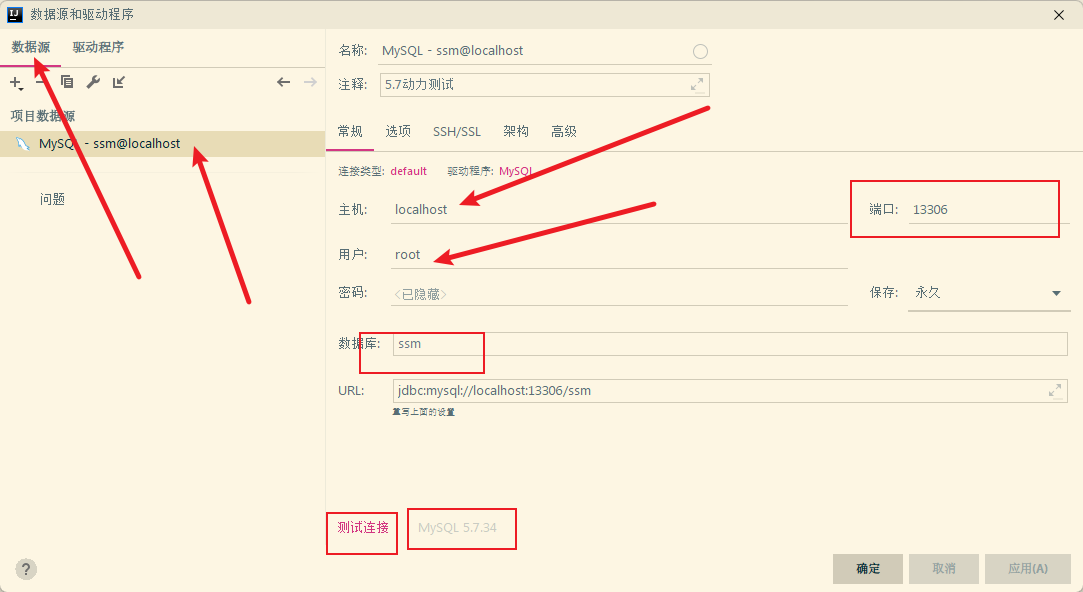 数据源和驱动程序
数据源 驱动程序
项目数据源
MySQL - ssm@localhost
问题
名称: MySQL - ssm@localhost
注释: 5.7动力测试
常规 选项 SSH/SSL 架构 高级
连接类型: default 驱动程序: MySQL
主机: localhost 端口: 13306
用户: root
密码: <已隐藏> 保存: 永久
数据库: ssm
URL: jdbc:mysql://localhost:13306/ssm
重写上面的设置
测试连接 MySQL 5.7.34
? 确定 取消 应用(A)